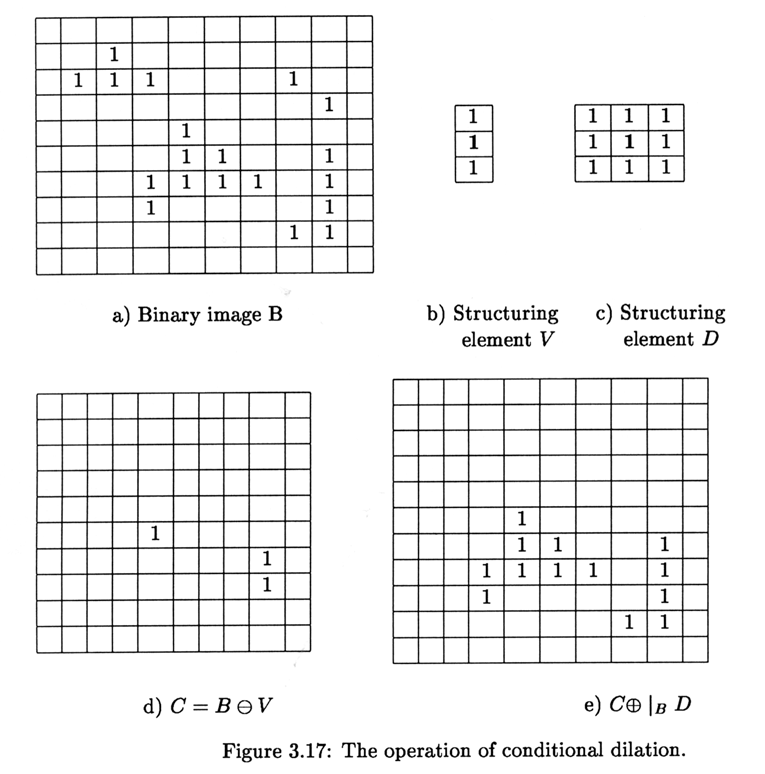 1
1 1 1 1
1
1
1 1 1
1 1 1 1 1
1 1
1 1
a) Binary image B
1
1
1
b) Structuring
element V
1 1 1
1 1 1
1 1 1
c) Structuring
element D
1
1
1
d) C = B ⊖ V
1
1 1 1
1 1 1 1 1
1 1
1 1
e) C⊕ |B D
Figure 3.17: The operation of conditional dilation.